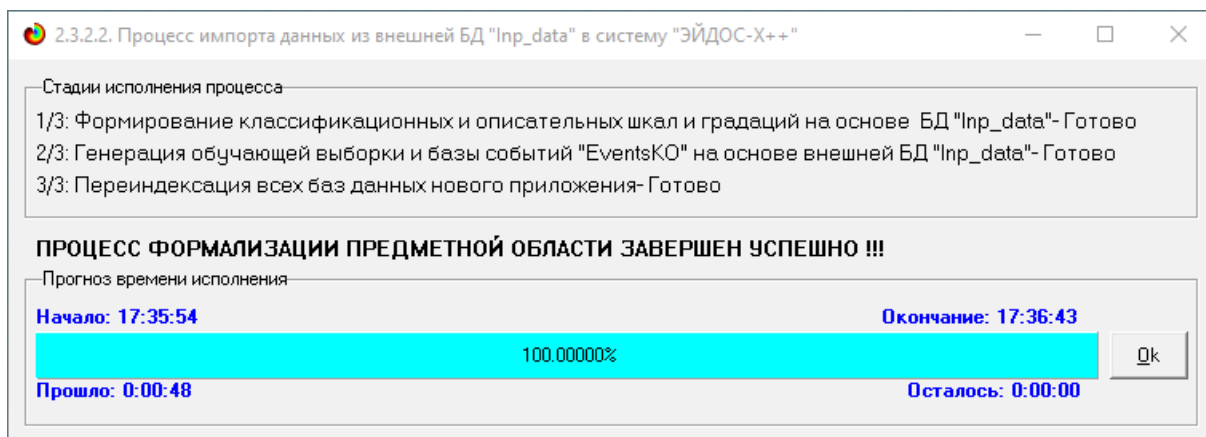 2.3.2.2. Процесс импорта данных из внешней БД "Inp_data" в систему "ЭЙДОС-X++"
Стадии исполнения процесса
1/3: Формирование классификационных и описательных шкал и градаций на основе БД "Inp_data"- Готово
2/3: Генерация обучающей выборки и базы событий "EventsKO" на основе внешней БД "Inp_data"- Готово
3/3: Переиндексация всех баз данных нового приложения- Готово
ПРОЦЕСС ФОРМАЛИЗАЦИИ ПРЕДМЕТНОЙ ОБЛАСТИ ЗАВЕРШЕН УСПЕШНО !!!
Прогноз времени исполнения
Начало: 17:35:54 Окончание: 17:36:43
100.00000% Ok
Прошло: 0:00:48 Осталось: 0:00:00